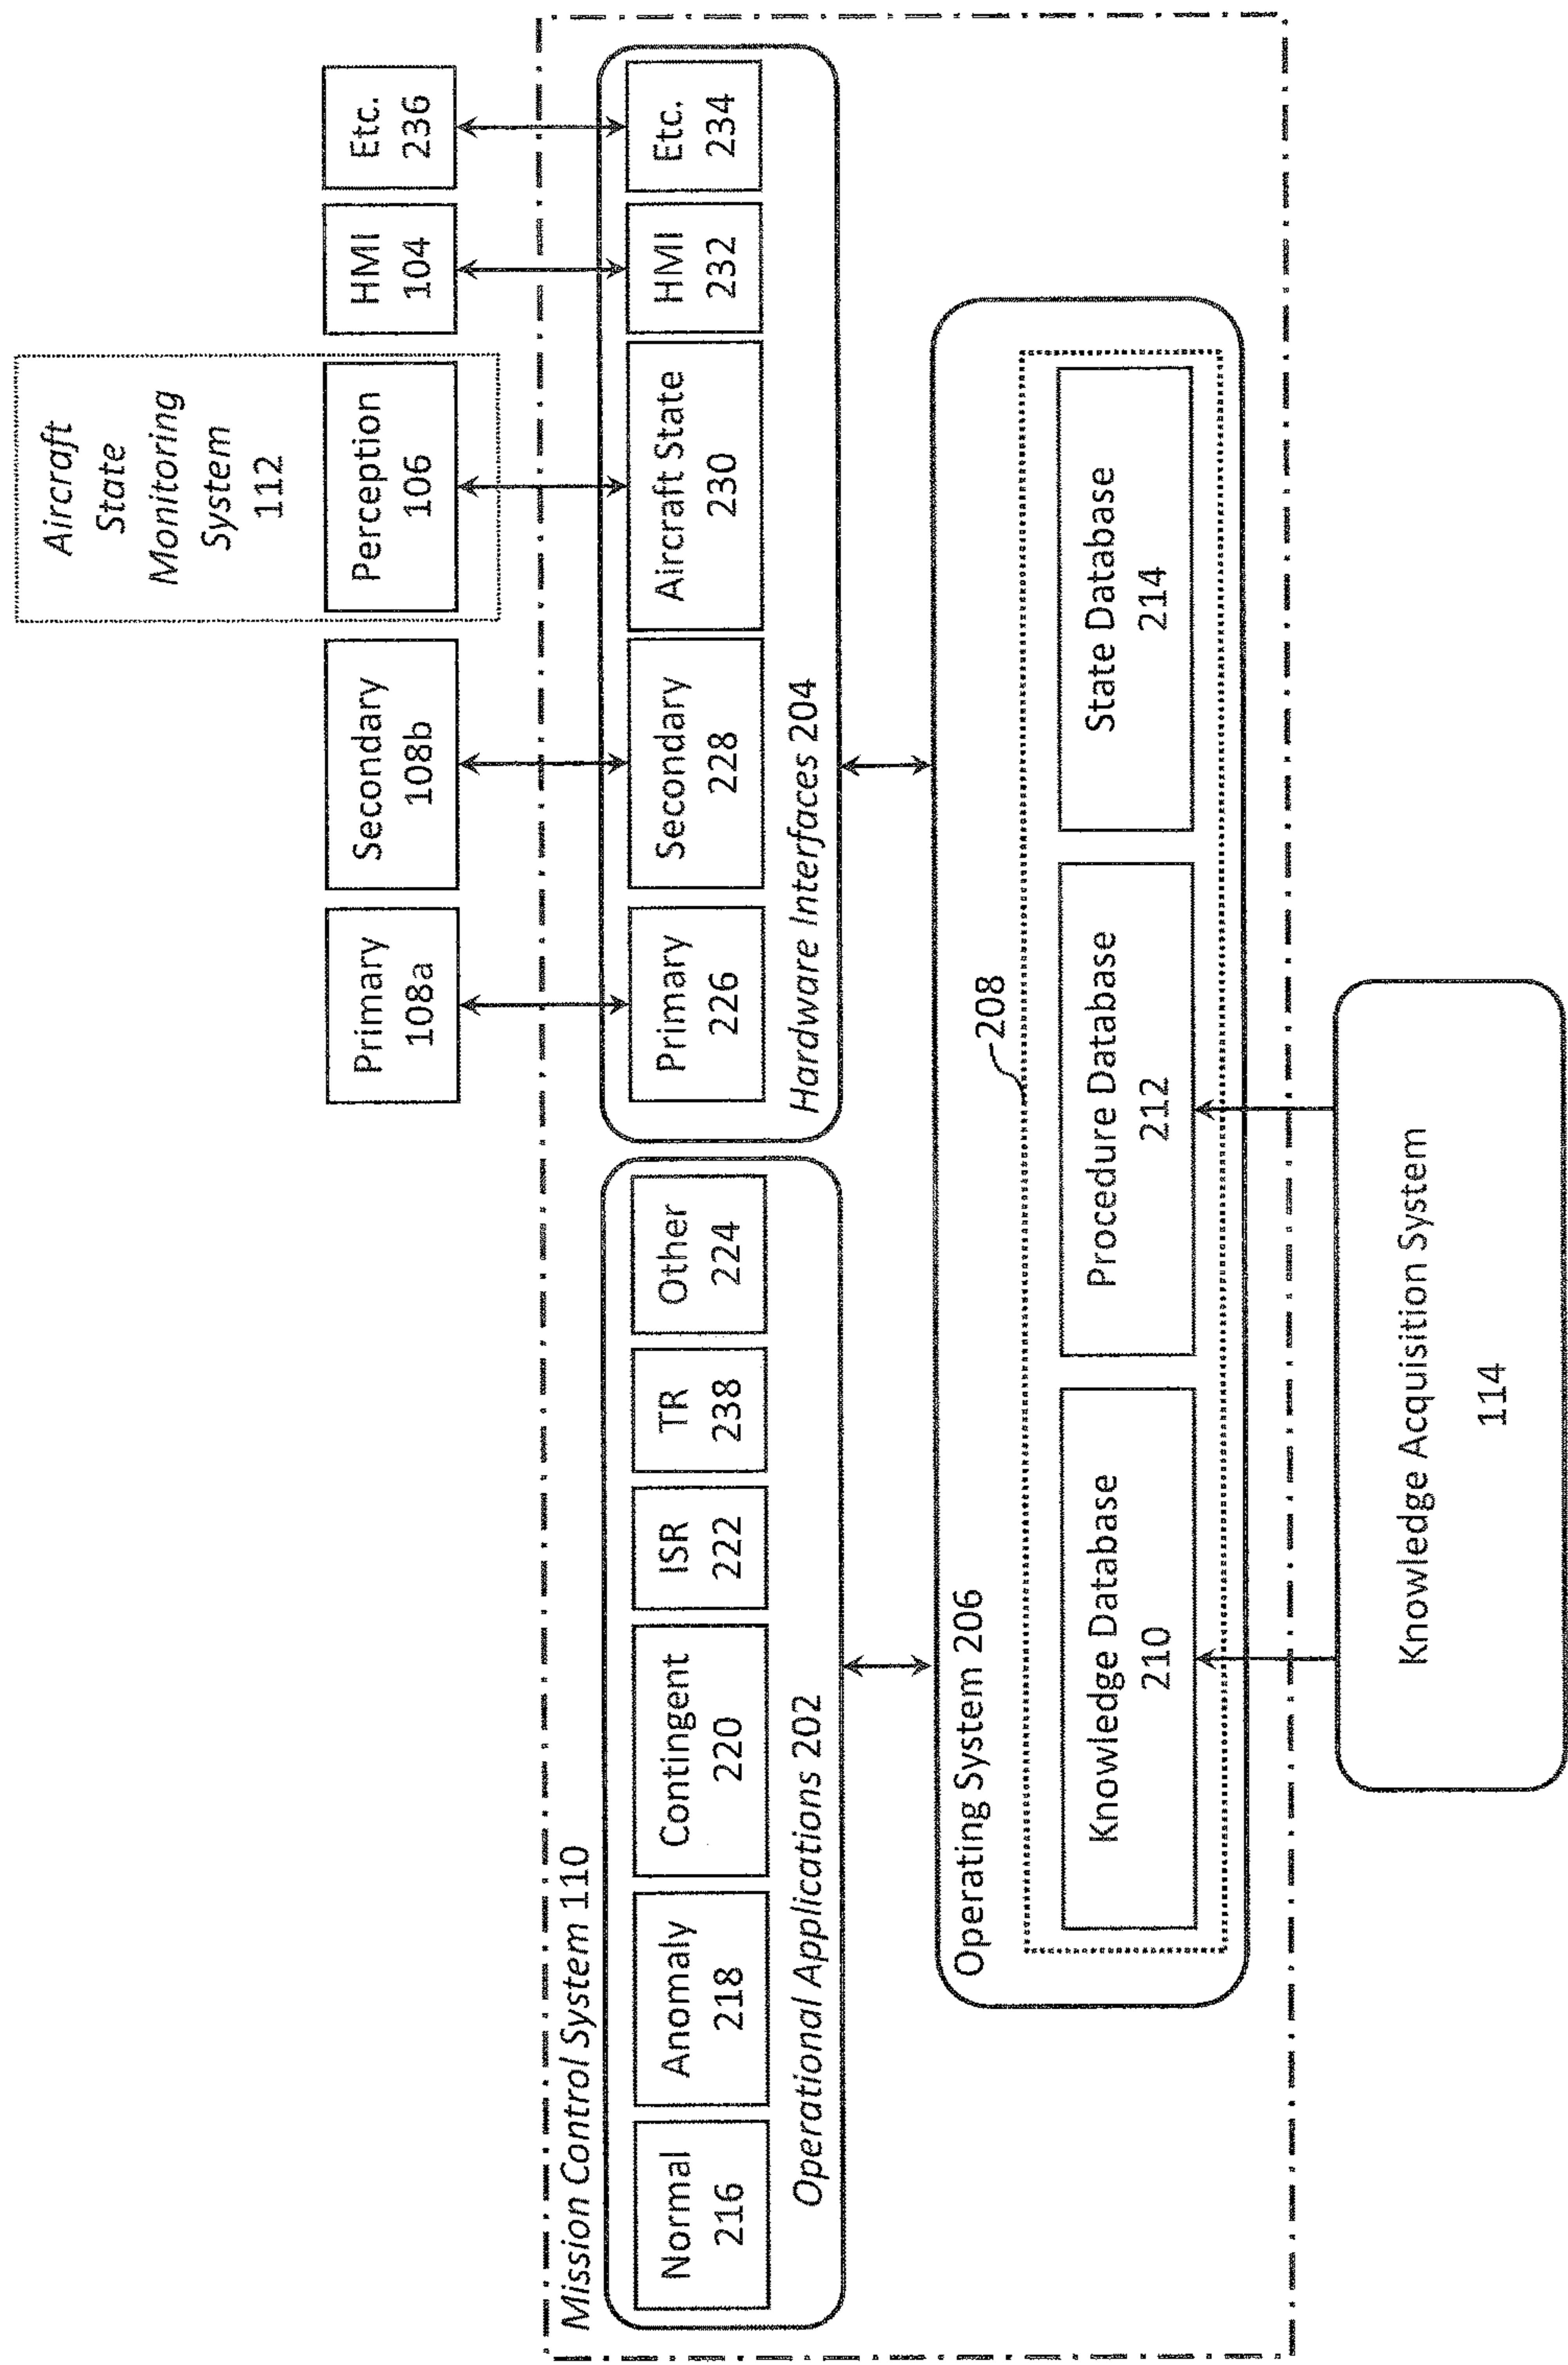 Aircraft
State
Monitoring
System
112
Primary
108a
Secondary
108b
Perception
106
HMI
104
Etc.
236
Mission Control System 110
Normal
216
Anomaly
218
Contingent
220
ISR
222
TR
238
Other
224
Operational Applications 202
Primary
226
Secondary
228
Aircraft State
230
HMI
232
Etc.
234
Hardware Interfaces 204
Operating System 206
208
Knowledge Database
210
Procedure Database
212
State Database
214
Knowledge Acquisition System
114